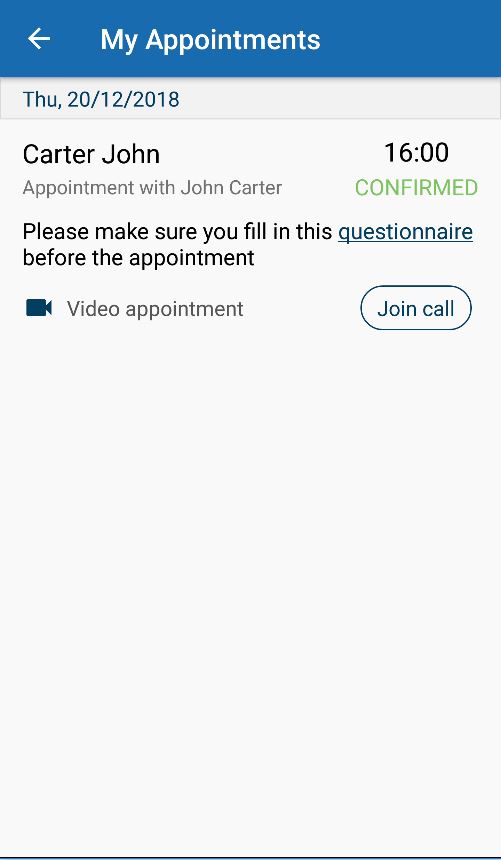 My Appointments
Thu, 20/12/2018
Carter John 16:00
Appointment with John Carter CONFIRMED
Please make sure you fill in this questionnaire
before the appointment
Video appointment Join call